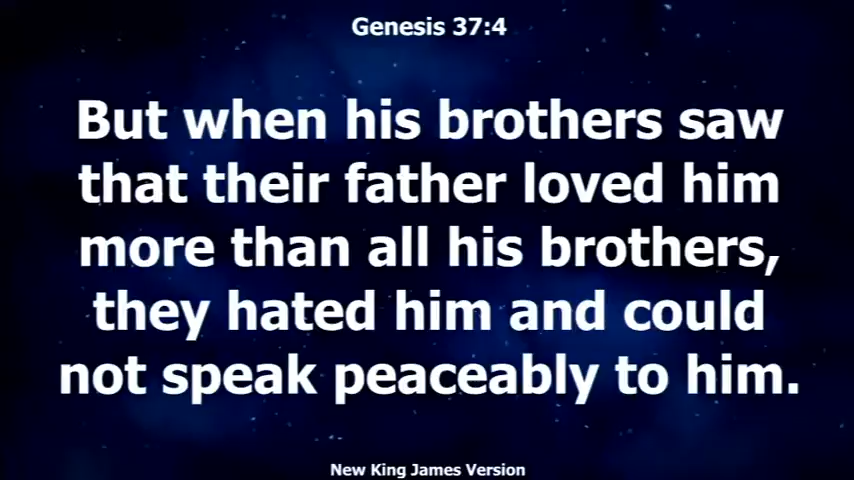 Genesis 37:4
But when his brothers saw
that their father loved him
more than all his brothers,
they hated him and could
not speak peaceably to him.
New King James Version